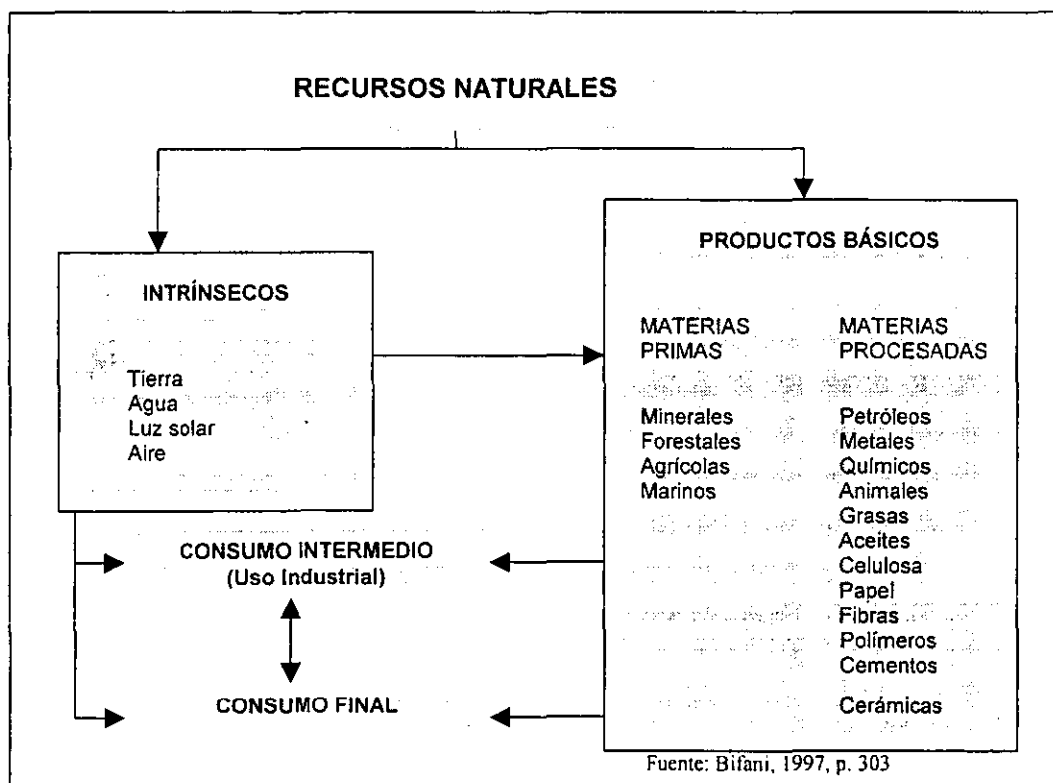 RECURSOS NATURALES
INTRÍNSECOS
Tierra
Agua
Luz solar
Aire
PRODUCTOS BÁSICOS
MATERIAS
PRIMAS
Minerales
Forestales
Agrícolas
Marinos
MATERIAS
PROCESADAS
Petróleos
Metales
Químicos
Animales
Grasas
Aceites
Celulosa
Papel
Fibras
Polímeros
Cementos
Cerámicas
CONSUMO INTERMEDIO
(Uso Industrial)
CONSUMO FINAL
Fuente: Bifani, 1997, p. 303